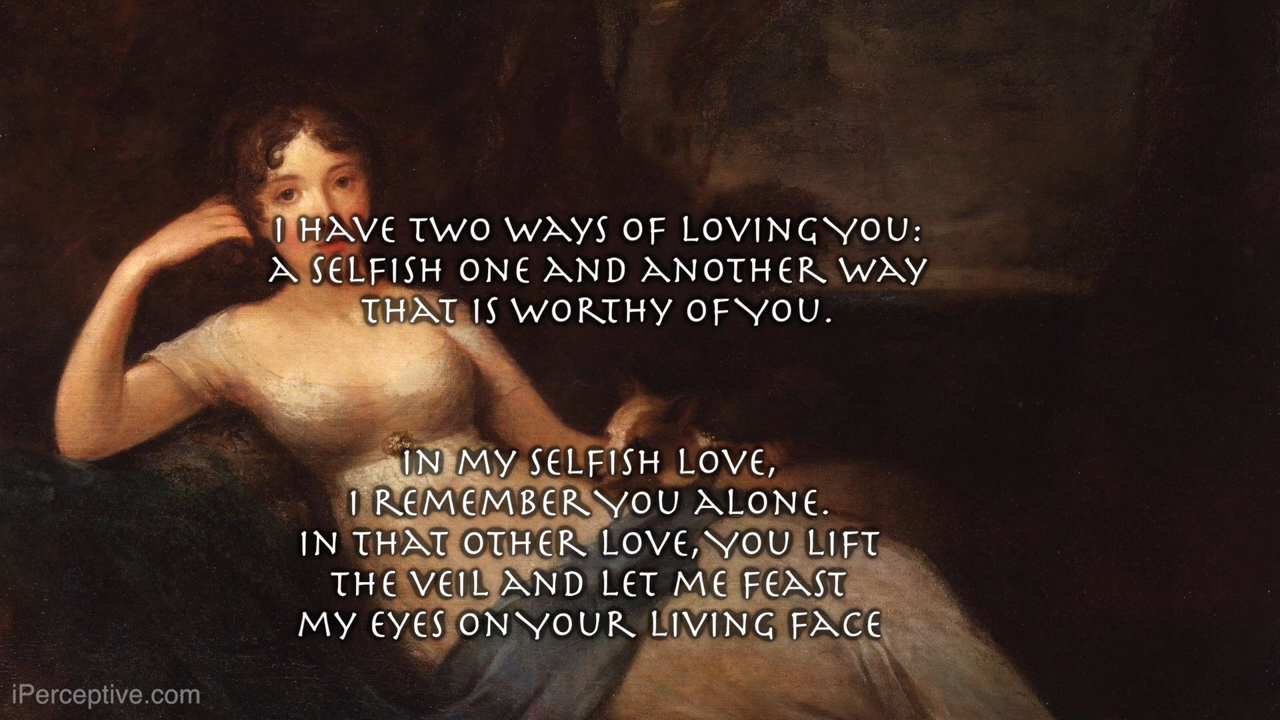 I HAVE TWO WAYS OF LOVING YOU:
A SELFISH ONE AND ANOTHER WAY
THAT IS WORTHY OF YOU.
IN MY SELFISH LOVE,
I REMEMBER YOU ALONE.
IN THAT OTHER LOVE, YOU LIFT
THE VEIL AND LET ME FEAST
MY EYES ON YOUR LIVING FACE
iPerceptive.com